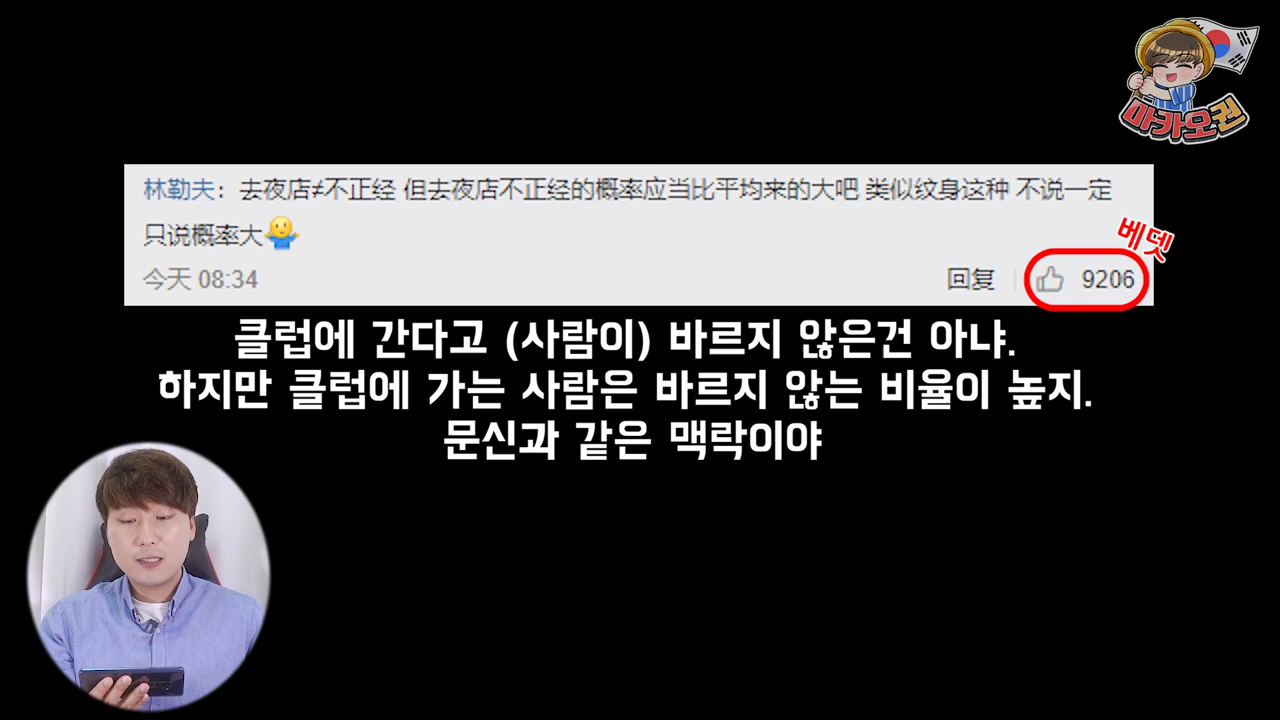 마카오권
林勒夫：去夜店≠不正经 但去夜店不正经的概率应当比平均来的大吧 类似纹身这种 不说一定
只说概率大🤷
今天 08:34
回复
9206
베댓
클럽에 간다고 (사람이) 바르지 않은건 아냐.
하지만 클럽에 가는 사람은 바르지 않는 비율이 높지.
문신과 같은 맥락이야